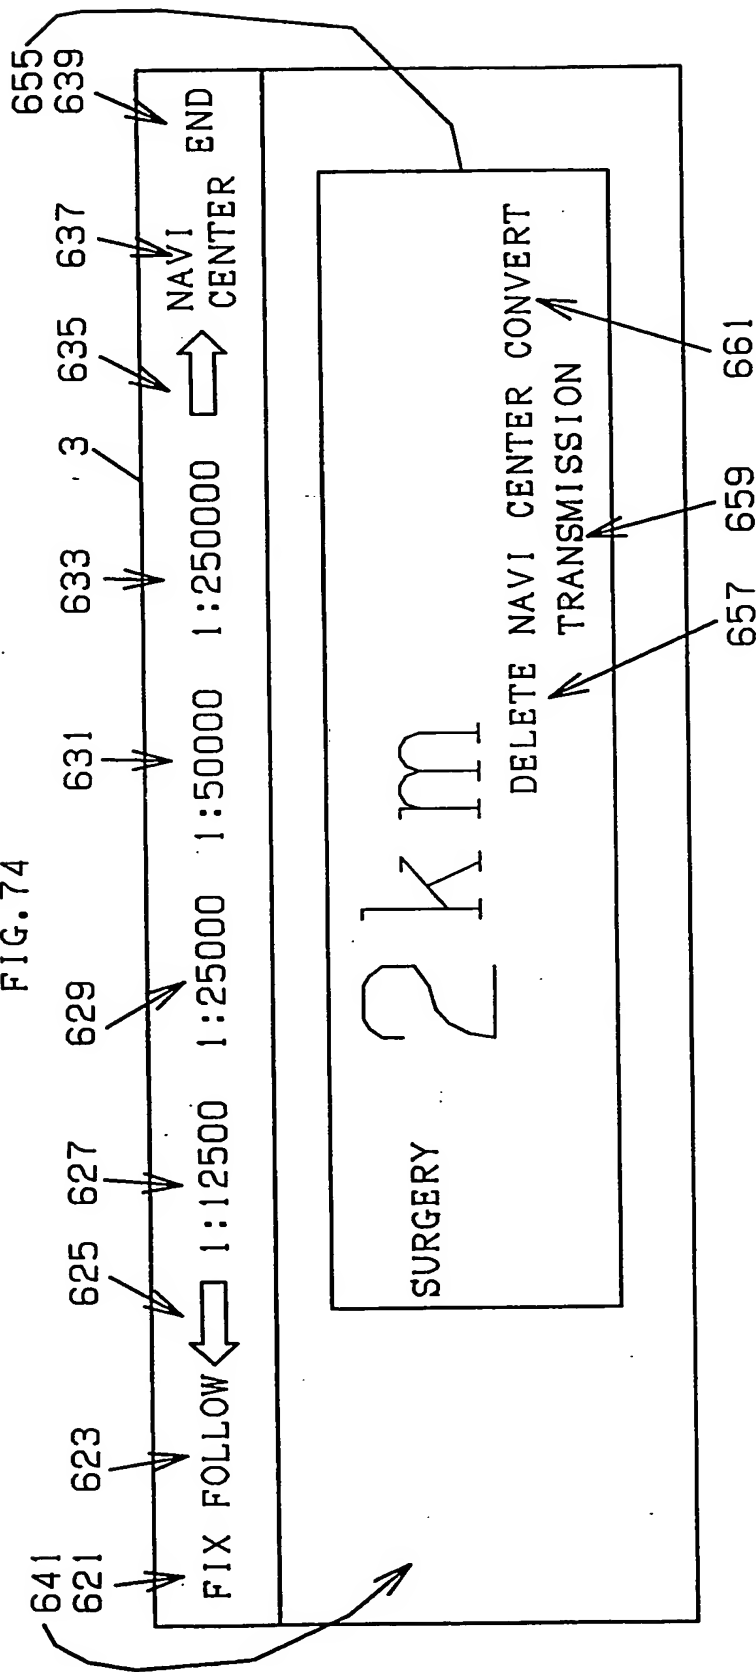 FIG.74
641
621 623 625 627 629 631 633 3 635 637 639
655
FIX FOLLOW 1:12500 1:25000 1:50000 1:250000 NAVI END
CENTER
SURGERY 2km
DELETE NAVI CENTER CONVERT
TRANSMISSION
657 659 661